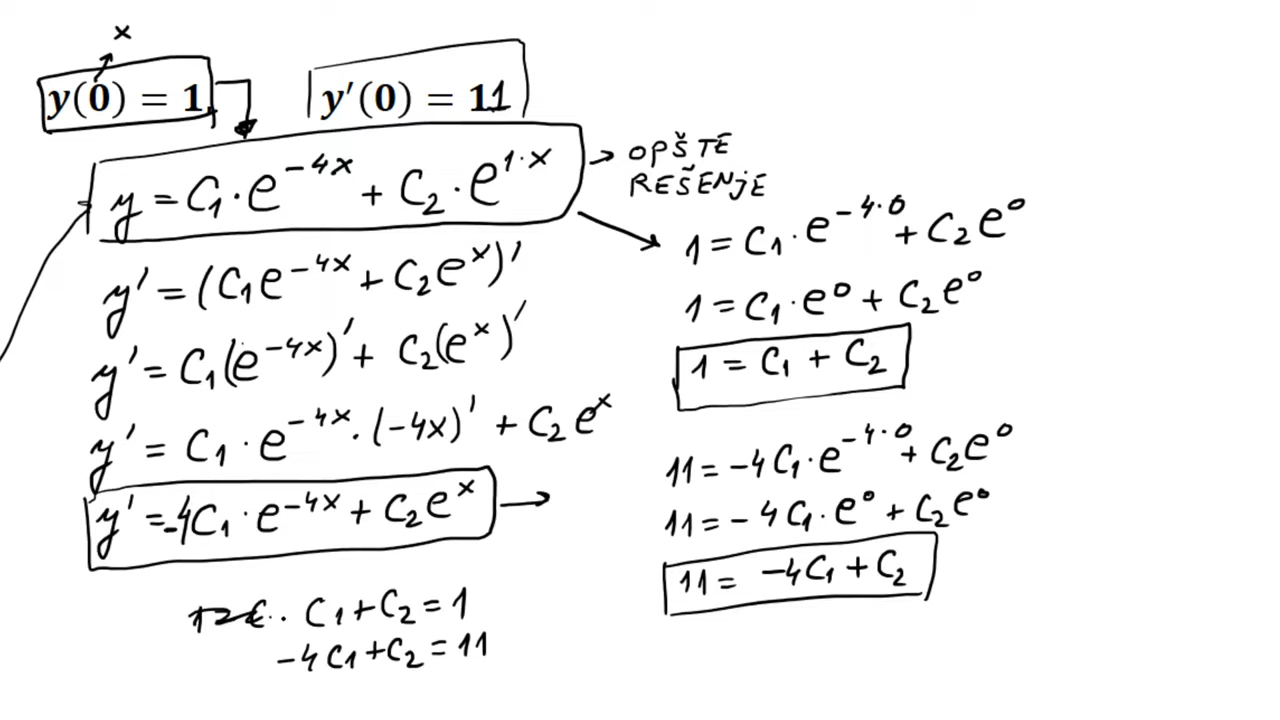 x
y(0) = 1, y′(0) = 11
y = C₁·e^(-4x) + C₂·e^(1·x) → OPŠTE
REŠENJE
y' = (C₁e^(-4x) + C₂e^x)'
y' = C₁(e^(-4x))' + C₂(e^x)'
y' = C₁·e^(-4x)·(-4x)' + C₂e^x
y' = -4C₁·e^(-4x) + C₂e^x →
C₁ + C₂ = 1
-4C₁ + C₂ = 11
1 = C₁·e^(-4·0) + C₂e^0
1 = C₁·e^0 + C₂e^0
1 = C₁ + C₂
11 = -4C₁·e^(-4·0) + C₂e^0
11 = -4C₁·e^0 + C₂e^0
11 = -4C₁ + C₂